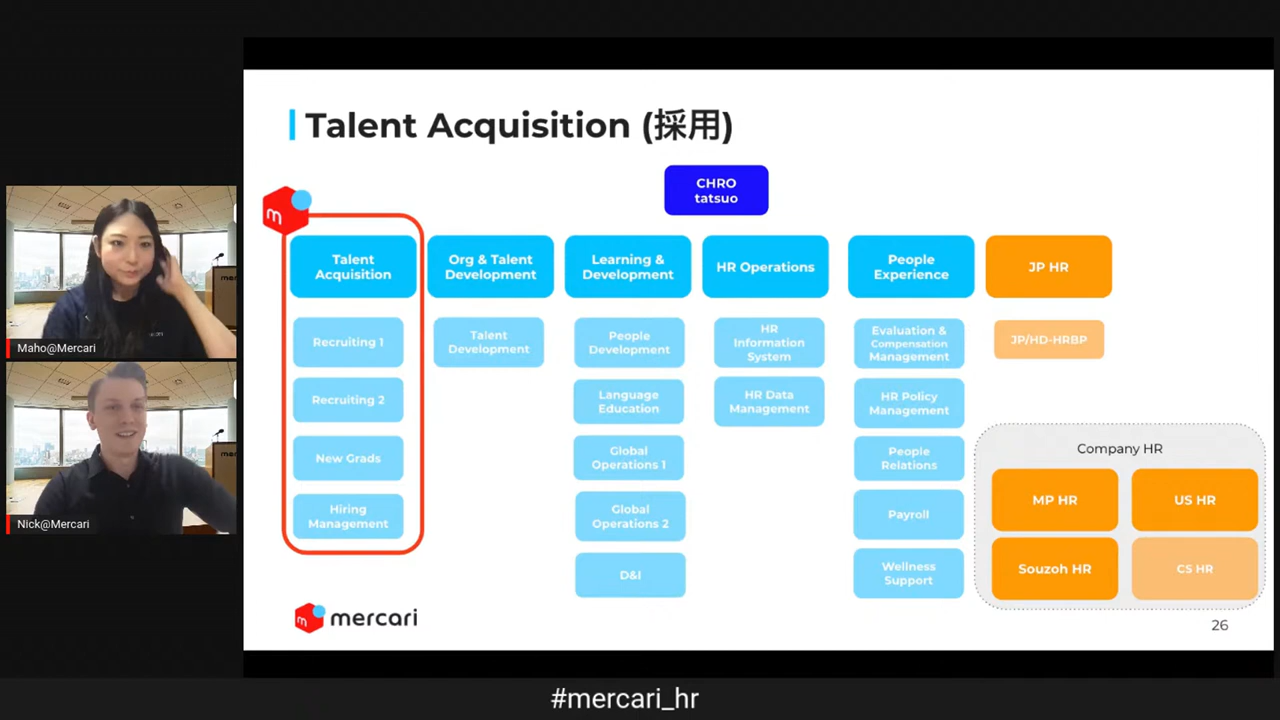 Talent Acquisition (採用)
CHRO
tatsuo
m
Talent
Acquisition
Recruiting 1
Recruiting 2
New Grads
Hiring
Management
Org & Talent
Development
Talent
Development
Learning &
Development
People
Development
Language
Education
Global
Operations 1
Global
Operations 2
D&I
HR Operations
HR
Information
System
HR Data
Management
People
Experience
Evaluation &
Compensation
Management
HR Policy
Management
People
Relations
Payroll
Wellness
Support
JP HR
JP/HD-HRBP
Company HR
MP HR
US HR
Souzoh HR
CS HR
m
mercari
26
Maho@Mercari
Nick@Mercari
#mercari_hr